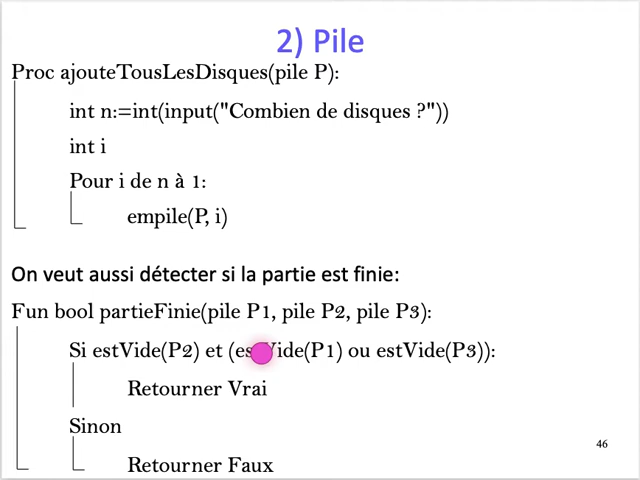 2) Pile
Proc ajouteTousLesDisques(pile P):
int n:=int(input("Combien de disques ?"))
int i
Pour i de n à 1:
empile(P, i)
On veut aussi détecter si la partie est finie:
Fun bool partieFinie(pile P1, pile P2, pile P3):
Si estVide(P2) et (estVide(P1) ou estVide(P3)):
Retourner Vrai
Sinon
46
Retourner Faux